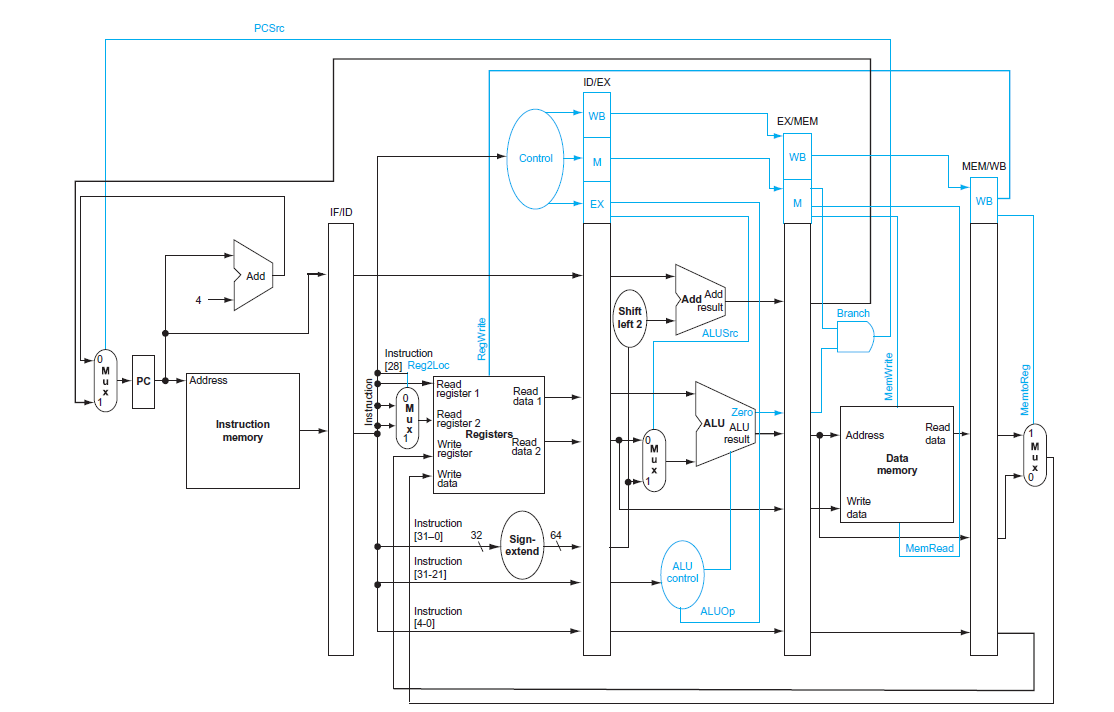 PCSrc
ID/EX
WB
EX/MEM
Control
M
WB
MEM/WB
EX
M
WB
IF/ID
Add
4
Shift
left 2
Add
Add
result
ALUSrc
Branch
RegWrite
MemWrite
MemtoReg
0
M
u
x
1
PC
Address
Instruction
memory
Instruction
Instruction
[28]
Reg2Loc
0
M
u
x
1
Read
register 1
Read
register 2
Write
register
Write
data
Registers
Read
data 1
Read
data 2
0
M
u
x
1
ALU
Zero
ALU
result
Address
Read
data
Data
memory
Write
data
MemRead
1
M
u
x
0
Instruction
[31–0]
32
Sign-
extend
64
Instruction
[31-21]
ALU
control
ALUOp
Instruction
[4-0]